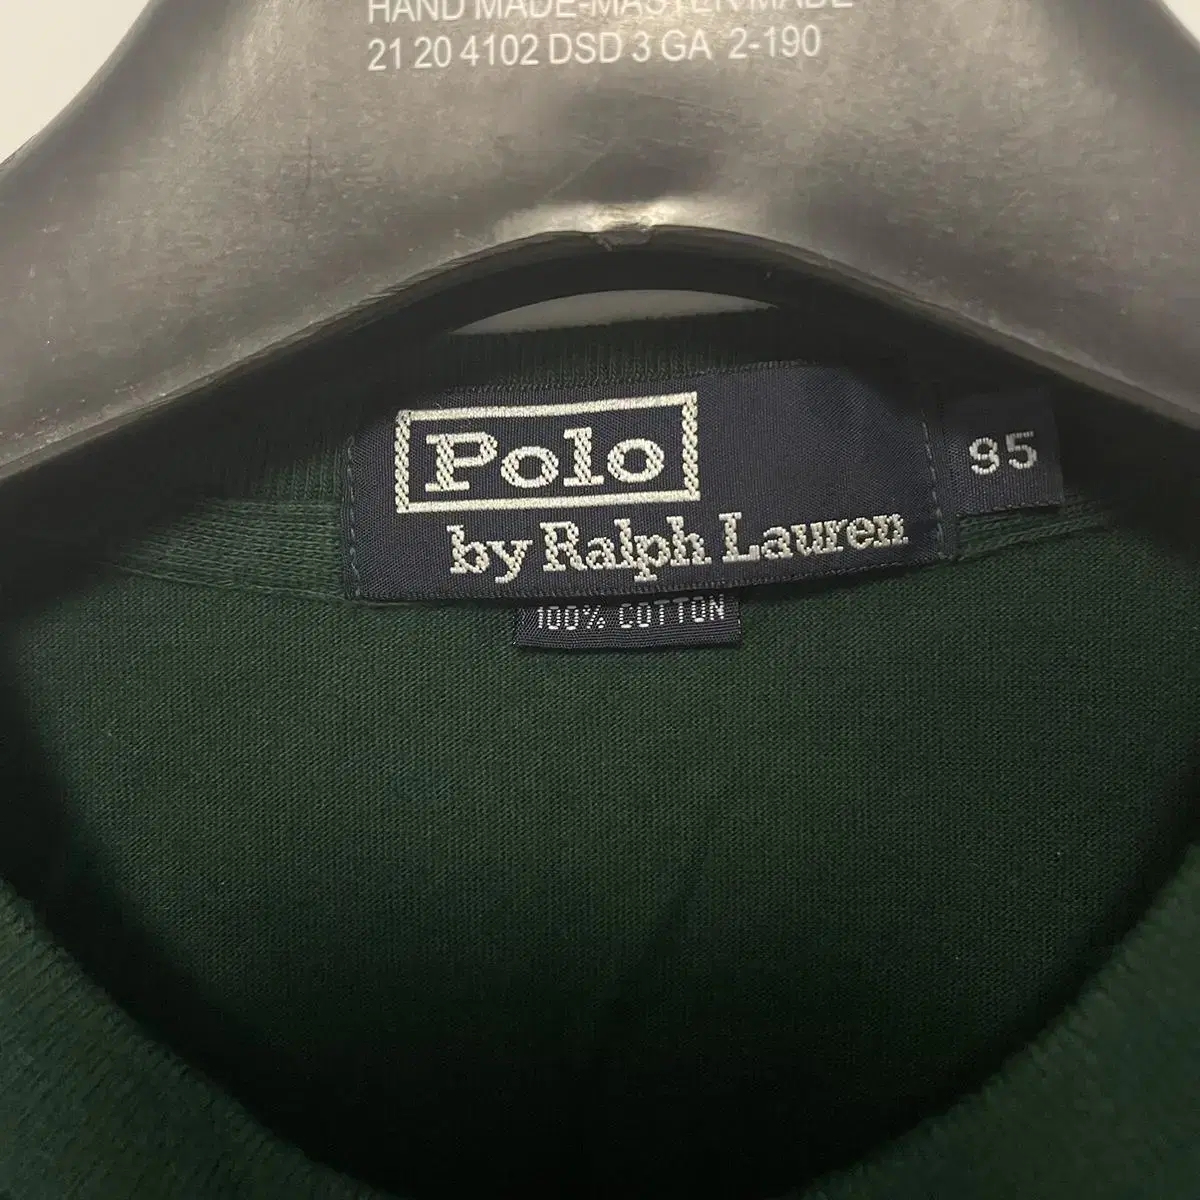 HAND MADE-MASTER MADE
21 20 4102 DSD 3 GA 2-190
Polo
95
by Ralph Lauren
100% COTTON